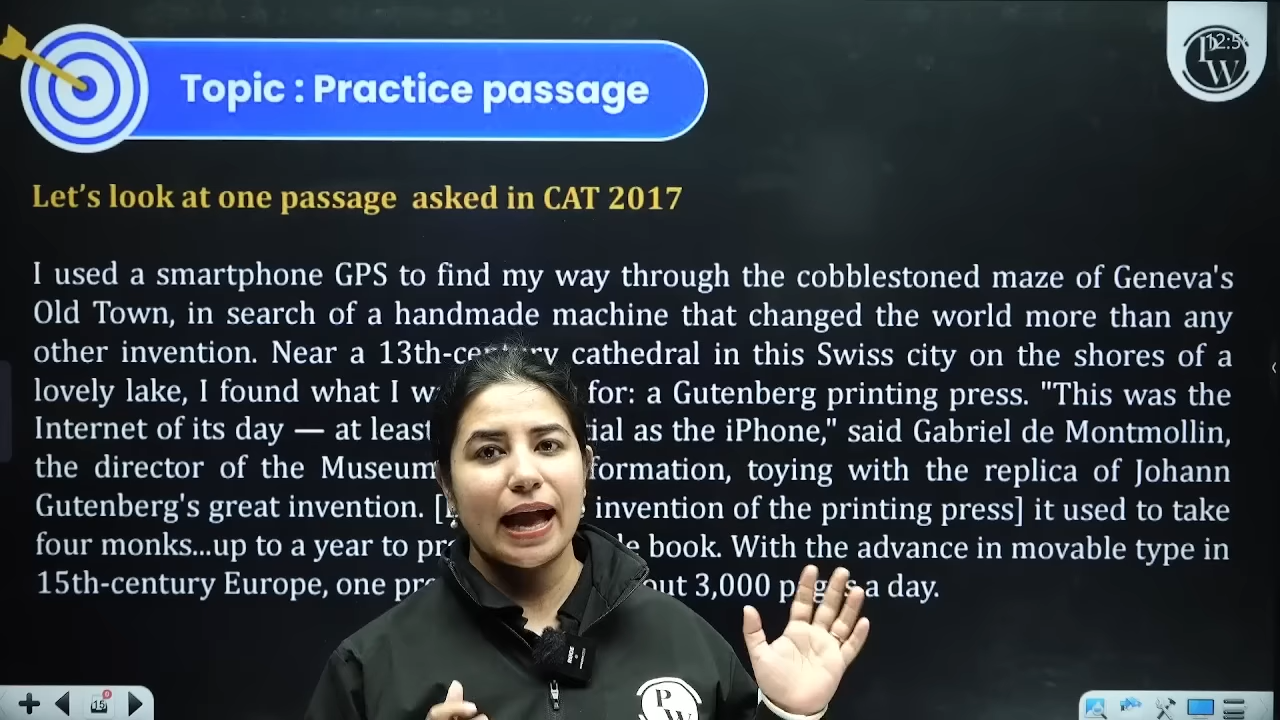 Topic : Practice passage
12:5
PW
Let's look at one passage asked in CAT 2017
I used a smartphone GPS to find my way through the cobblestoned maze of Geneva's
Old Town, in search of a handmade machine that changed the world more than any
other invention. Near a 13th-century cathedral in this Swiss city on the shores of a
lovely lake, I found what I for: a Gutenberg printing press. "This was the
Internet of its day — at least as the iPhone," said Gabriel de Montmollin,
the director of the Museum toying with the replica of Johann
Gutenberg's great invention. invention of the printing press] it used to take
four monks...up to a year to book. With the advance in movable type in
15th-century Europe, one 3,000 pages a day.
15
PW